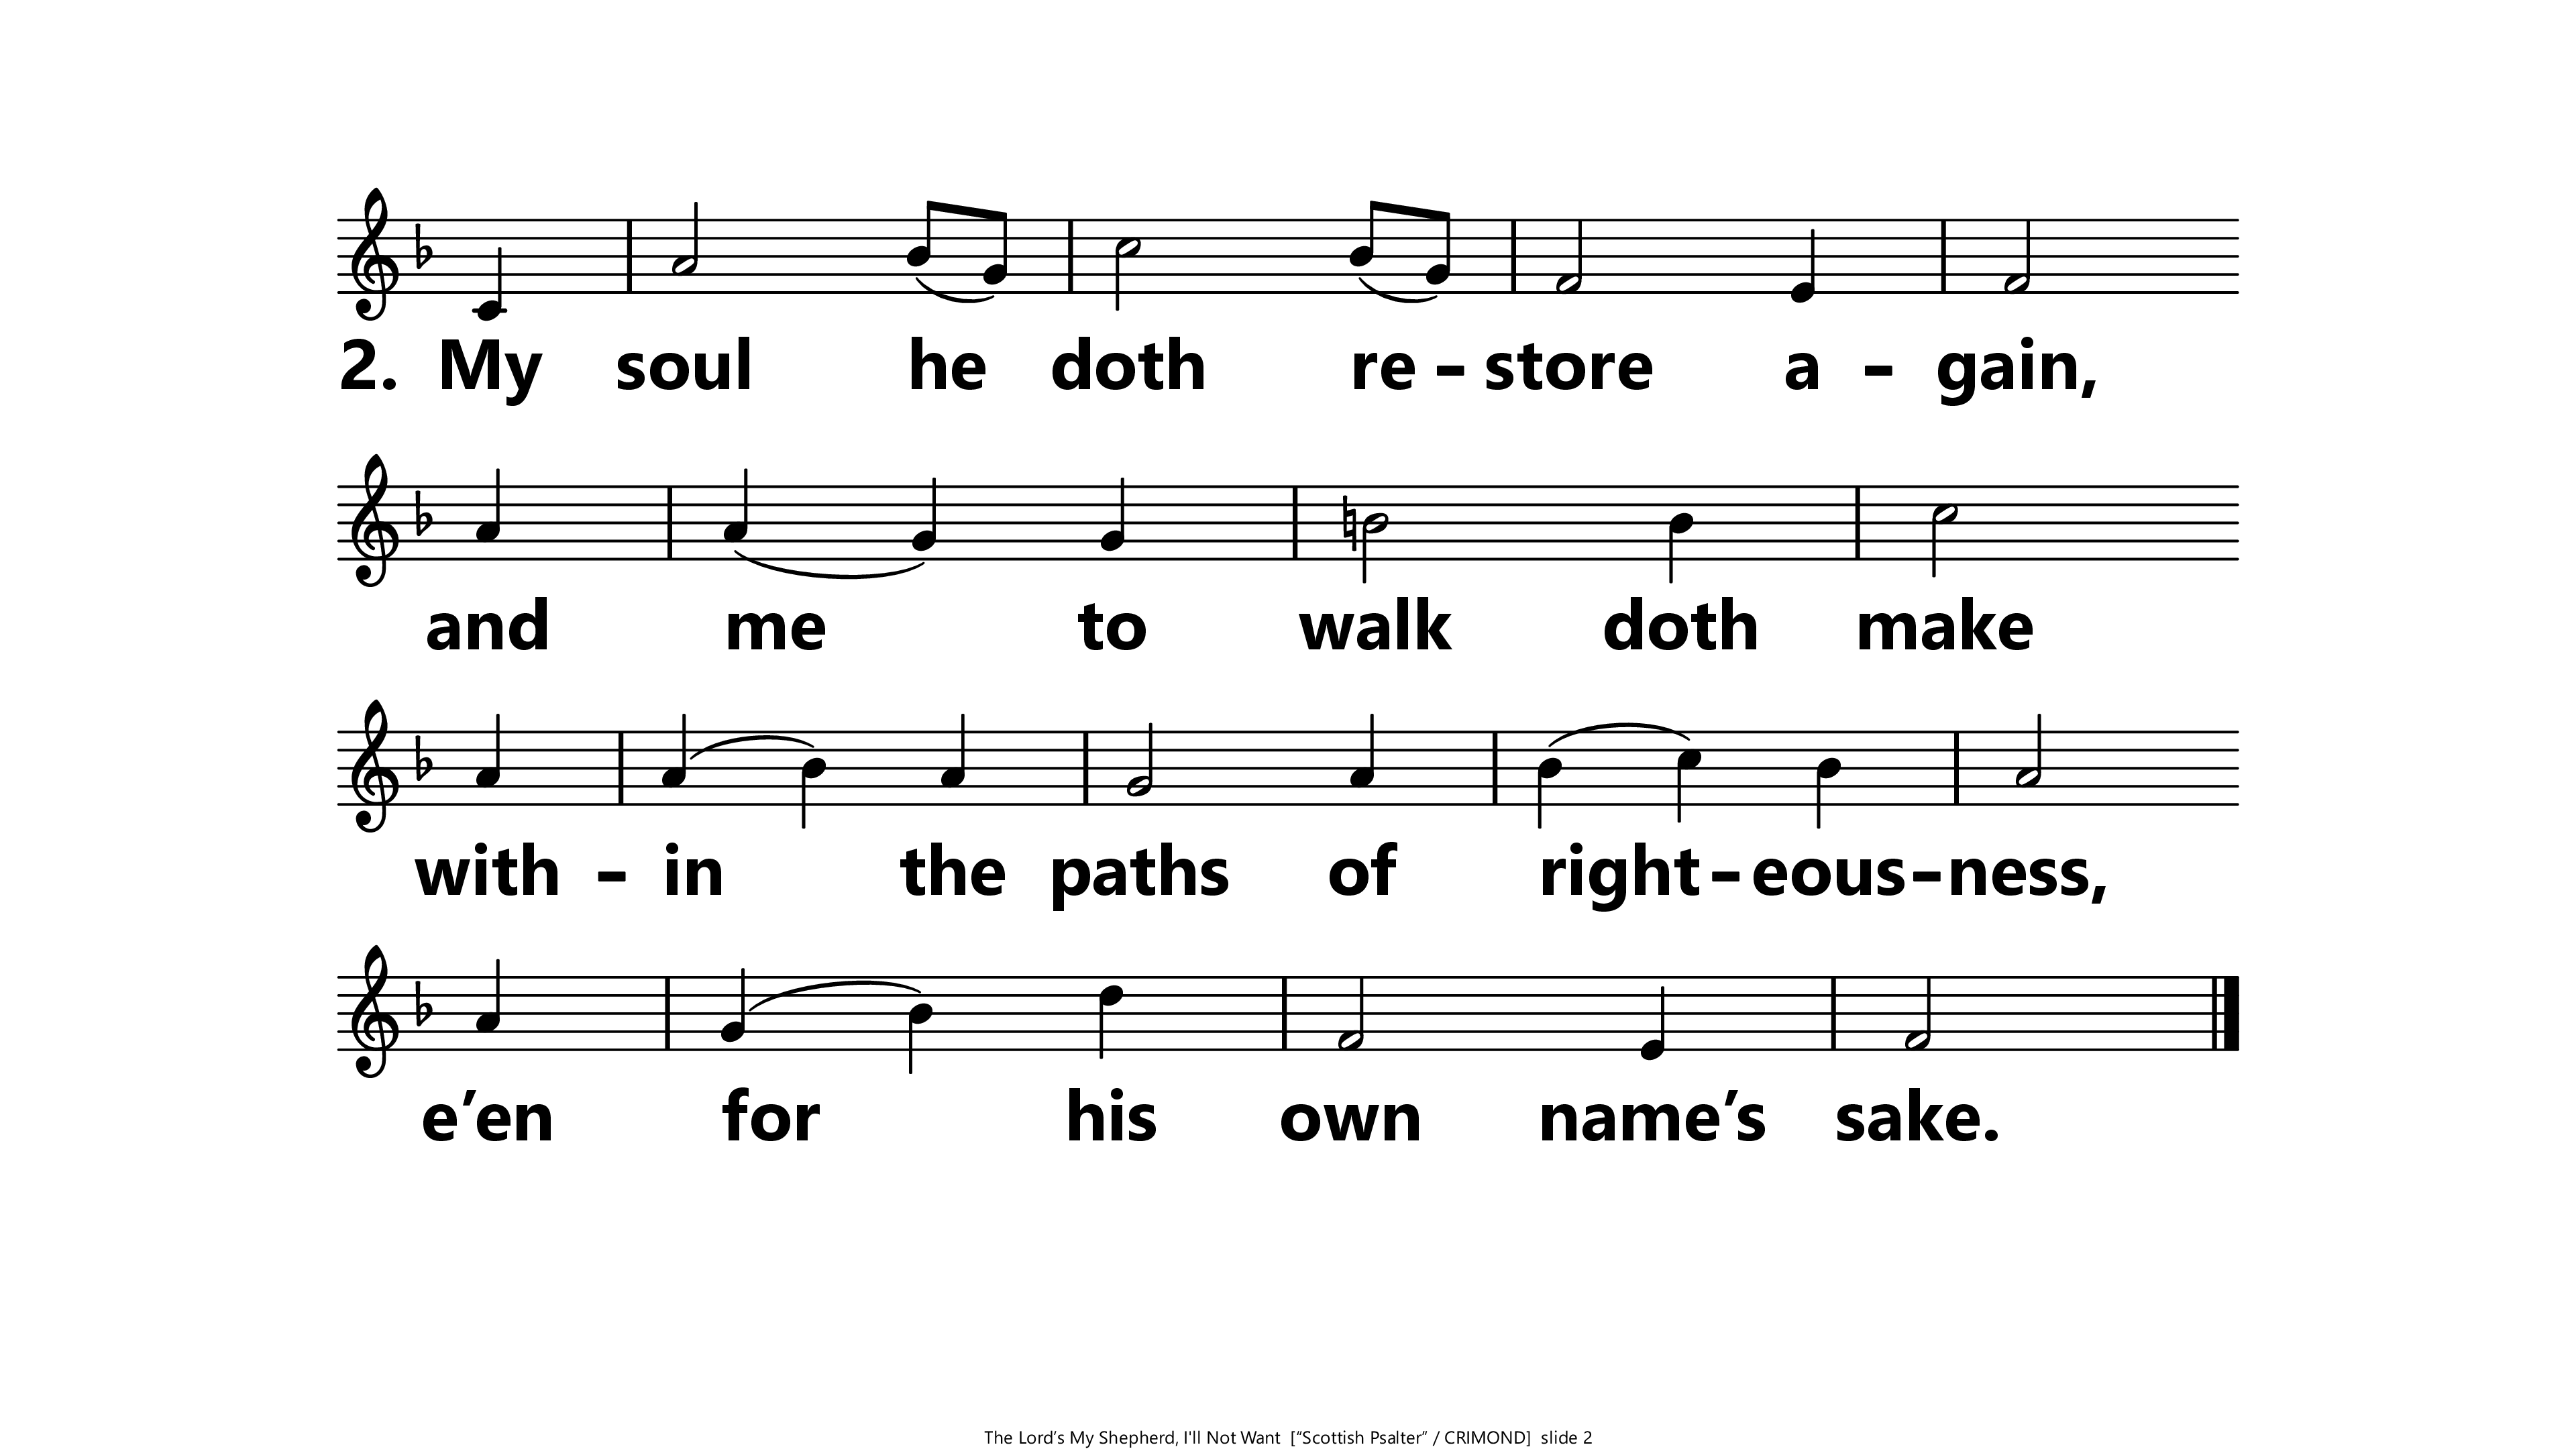 2. My soul he doth re - store a - gain,
and me to walk doth make
with - in the paths of right - eous - ness,
e’en for his own name’s sake.
The Lord’s My Shepherd, I'll Not Want [“Scottish Psalter” / CRIMOND] slide 2